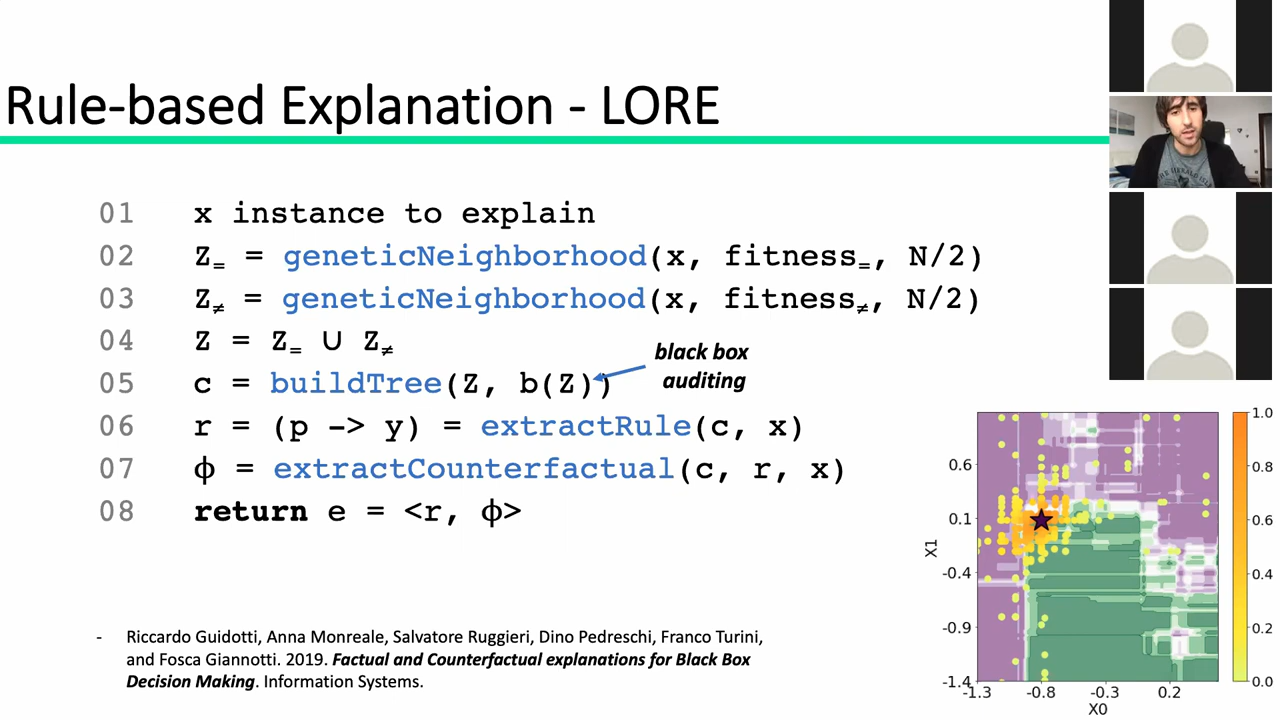 Rule-based Explanation - LORE
01 x instance to explain
02 Z₌ = geneticNeighborhood(x, fitness₌, N/2)
03 Z≠ = geneticNeighborhood(x, fitness≠, N/2)
04 Z = Z₌ ∪ Z≠
05 c = buildTree(Z, b(Z))
black box
auditing
06 r = (p -> y) = extractRule(c, x)
07 ϕ = extractCounterfactual(c, r, x)
08 return e = <r, ϕ>
- Riccardo Guidotti, Anna Monreale, Salvatore Ruggieri, Dino Pedreschi, Franco Turini,
and Fosca Giannotti. 2019. Factual and Counterfactual explanations for Black Box
Decision Making. Information Systems.
X1
0.6
0.1
-0.4
-0.9
-1.4
-1.3 -0.8 -0.3 0.2
X0
1.0
0.8
0.6
0.4
0.2
0.0